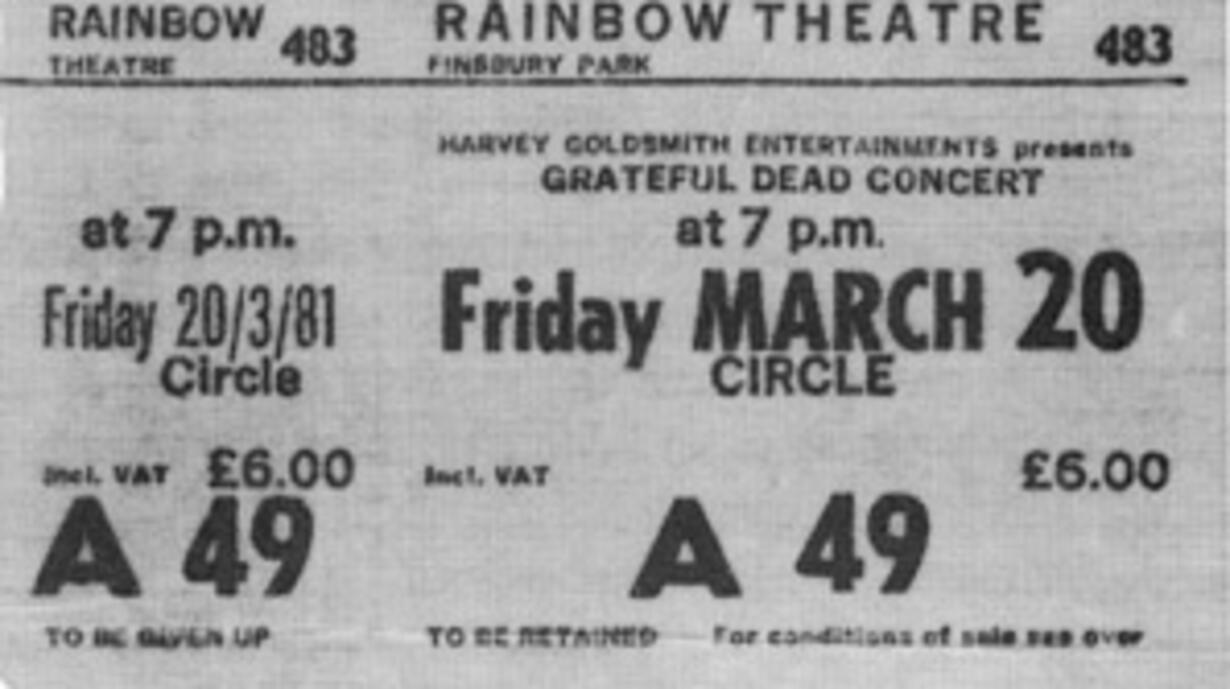 RAINBOW 483
THEATRE
at 7 p.m.
Friday 20/3/81
Circle
Incl. VAT £6.00
A 49
TO BE GIVEN UP
RAINBOW THEATRE 483
FINSBURY PARK
HARVEY GOLDSMITH ENTERTAINMENTS presents
GRATEFUL DEAD CONCERT
at 7 p.m.
Friday MARCH 20
CIRCLE
Incl. VAT £6.00
A 49
TO BE RETAINED For conditions of sale see over